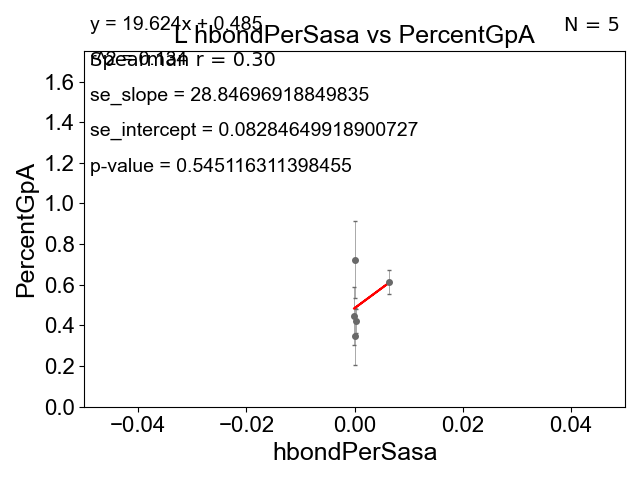 y = 19.624x + 0.485
N = 5
L hbondPerSasa vs PercentGpA
Spearman r = 0.30
se_slope = 28.84696918849835
se_intercept = 0.08284649918900727
p-value = 0.545116311398455
PercentGpA
1.6
1.4
1.2
1.0
0.8
0.6
0.4
0.2
0.0
−0.04 −0.02 0.00 0.02 0.04
hbondPerSasa